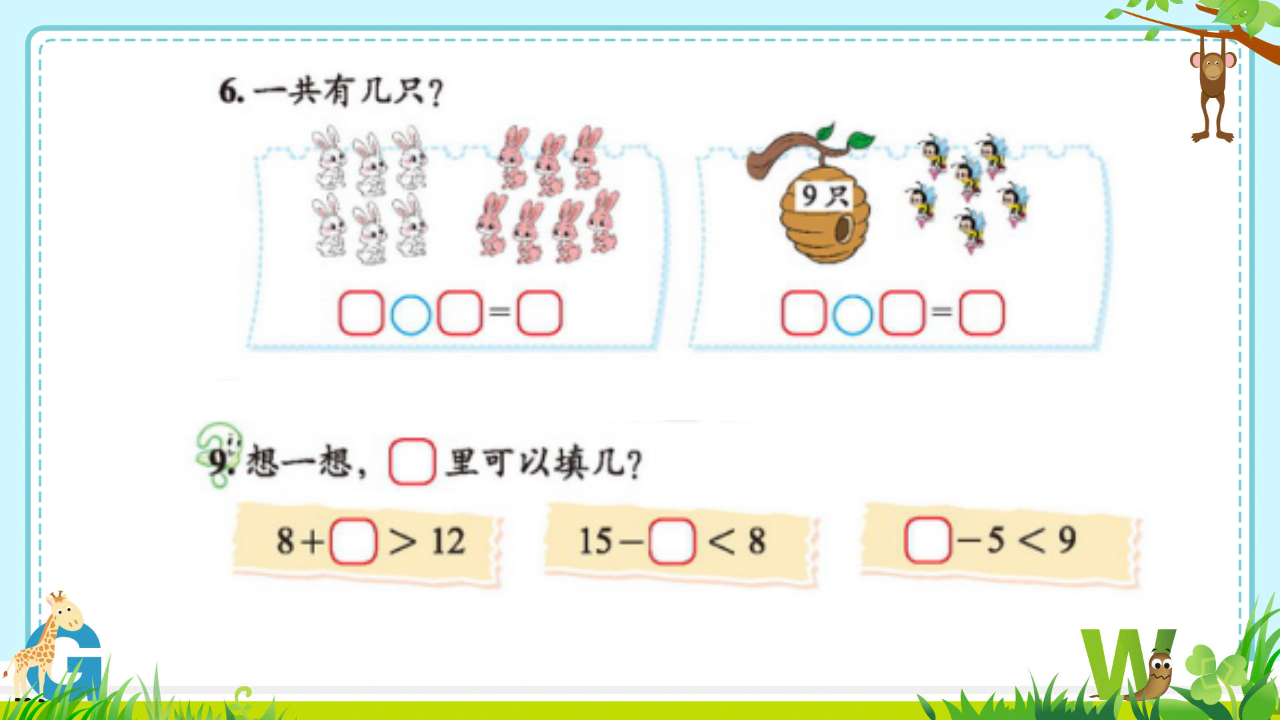 6. 一共有几只?
9只
□○□=□
□○□=□
9. 想一想，□里可以填几?
8+□>12
15-□<8
□-5<9
G
W